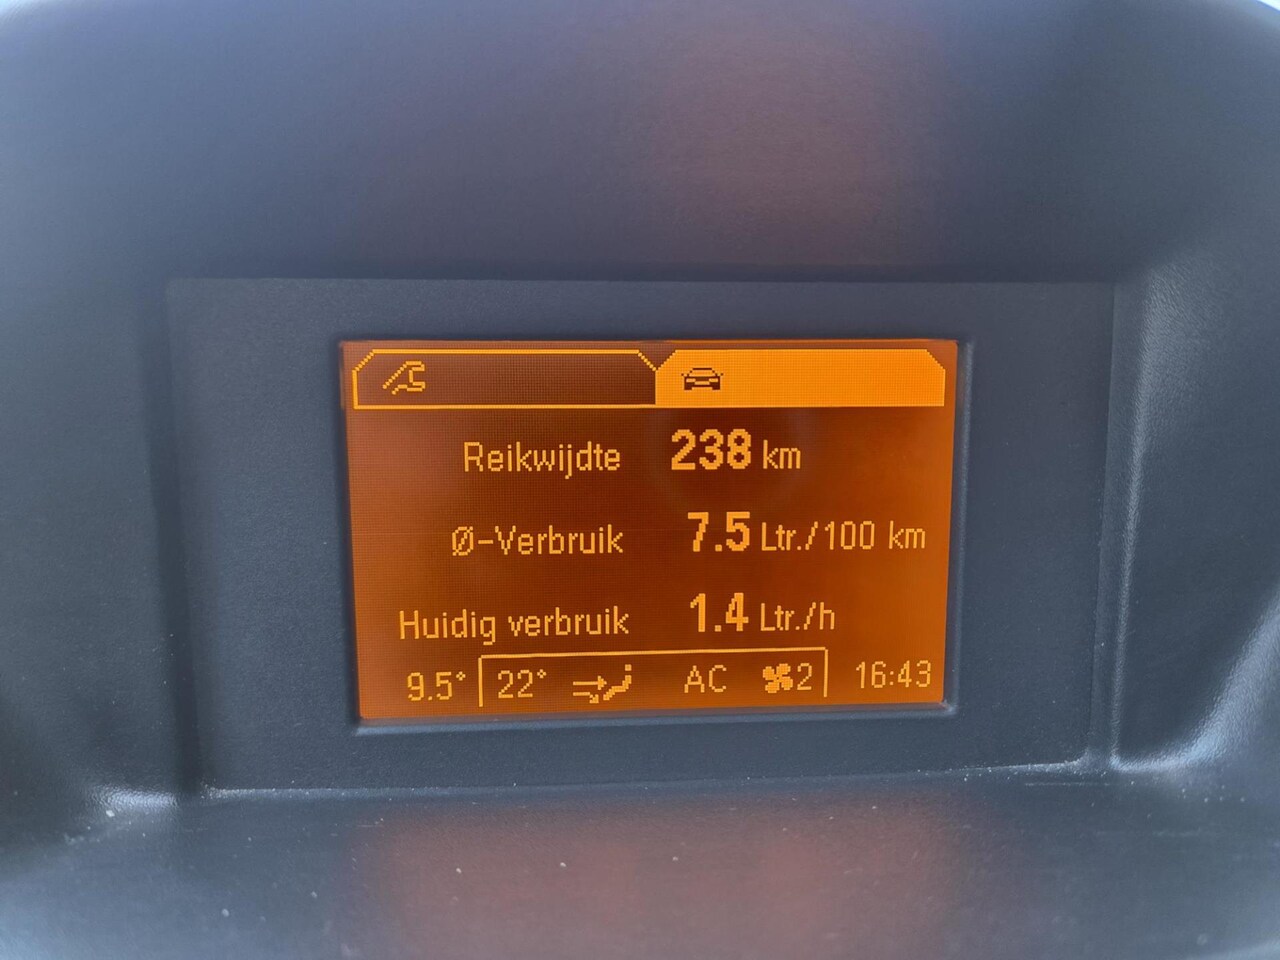 Reikwijdte 238 km
Ø-Verbruik 7.5 Ltr./100 km
Huidig verbruik 1.4 Ltr./h
9.5° 22° AC 2 16:43